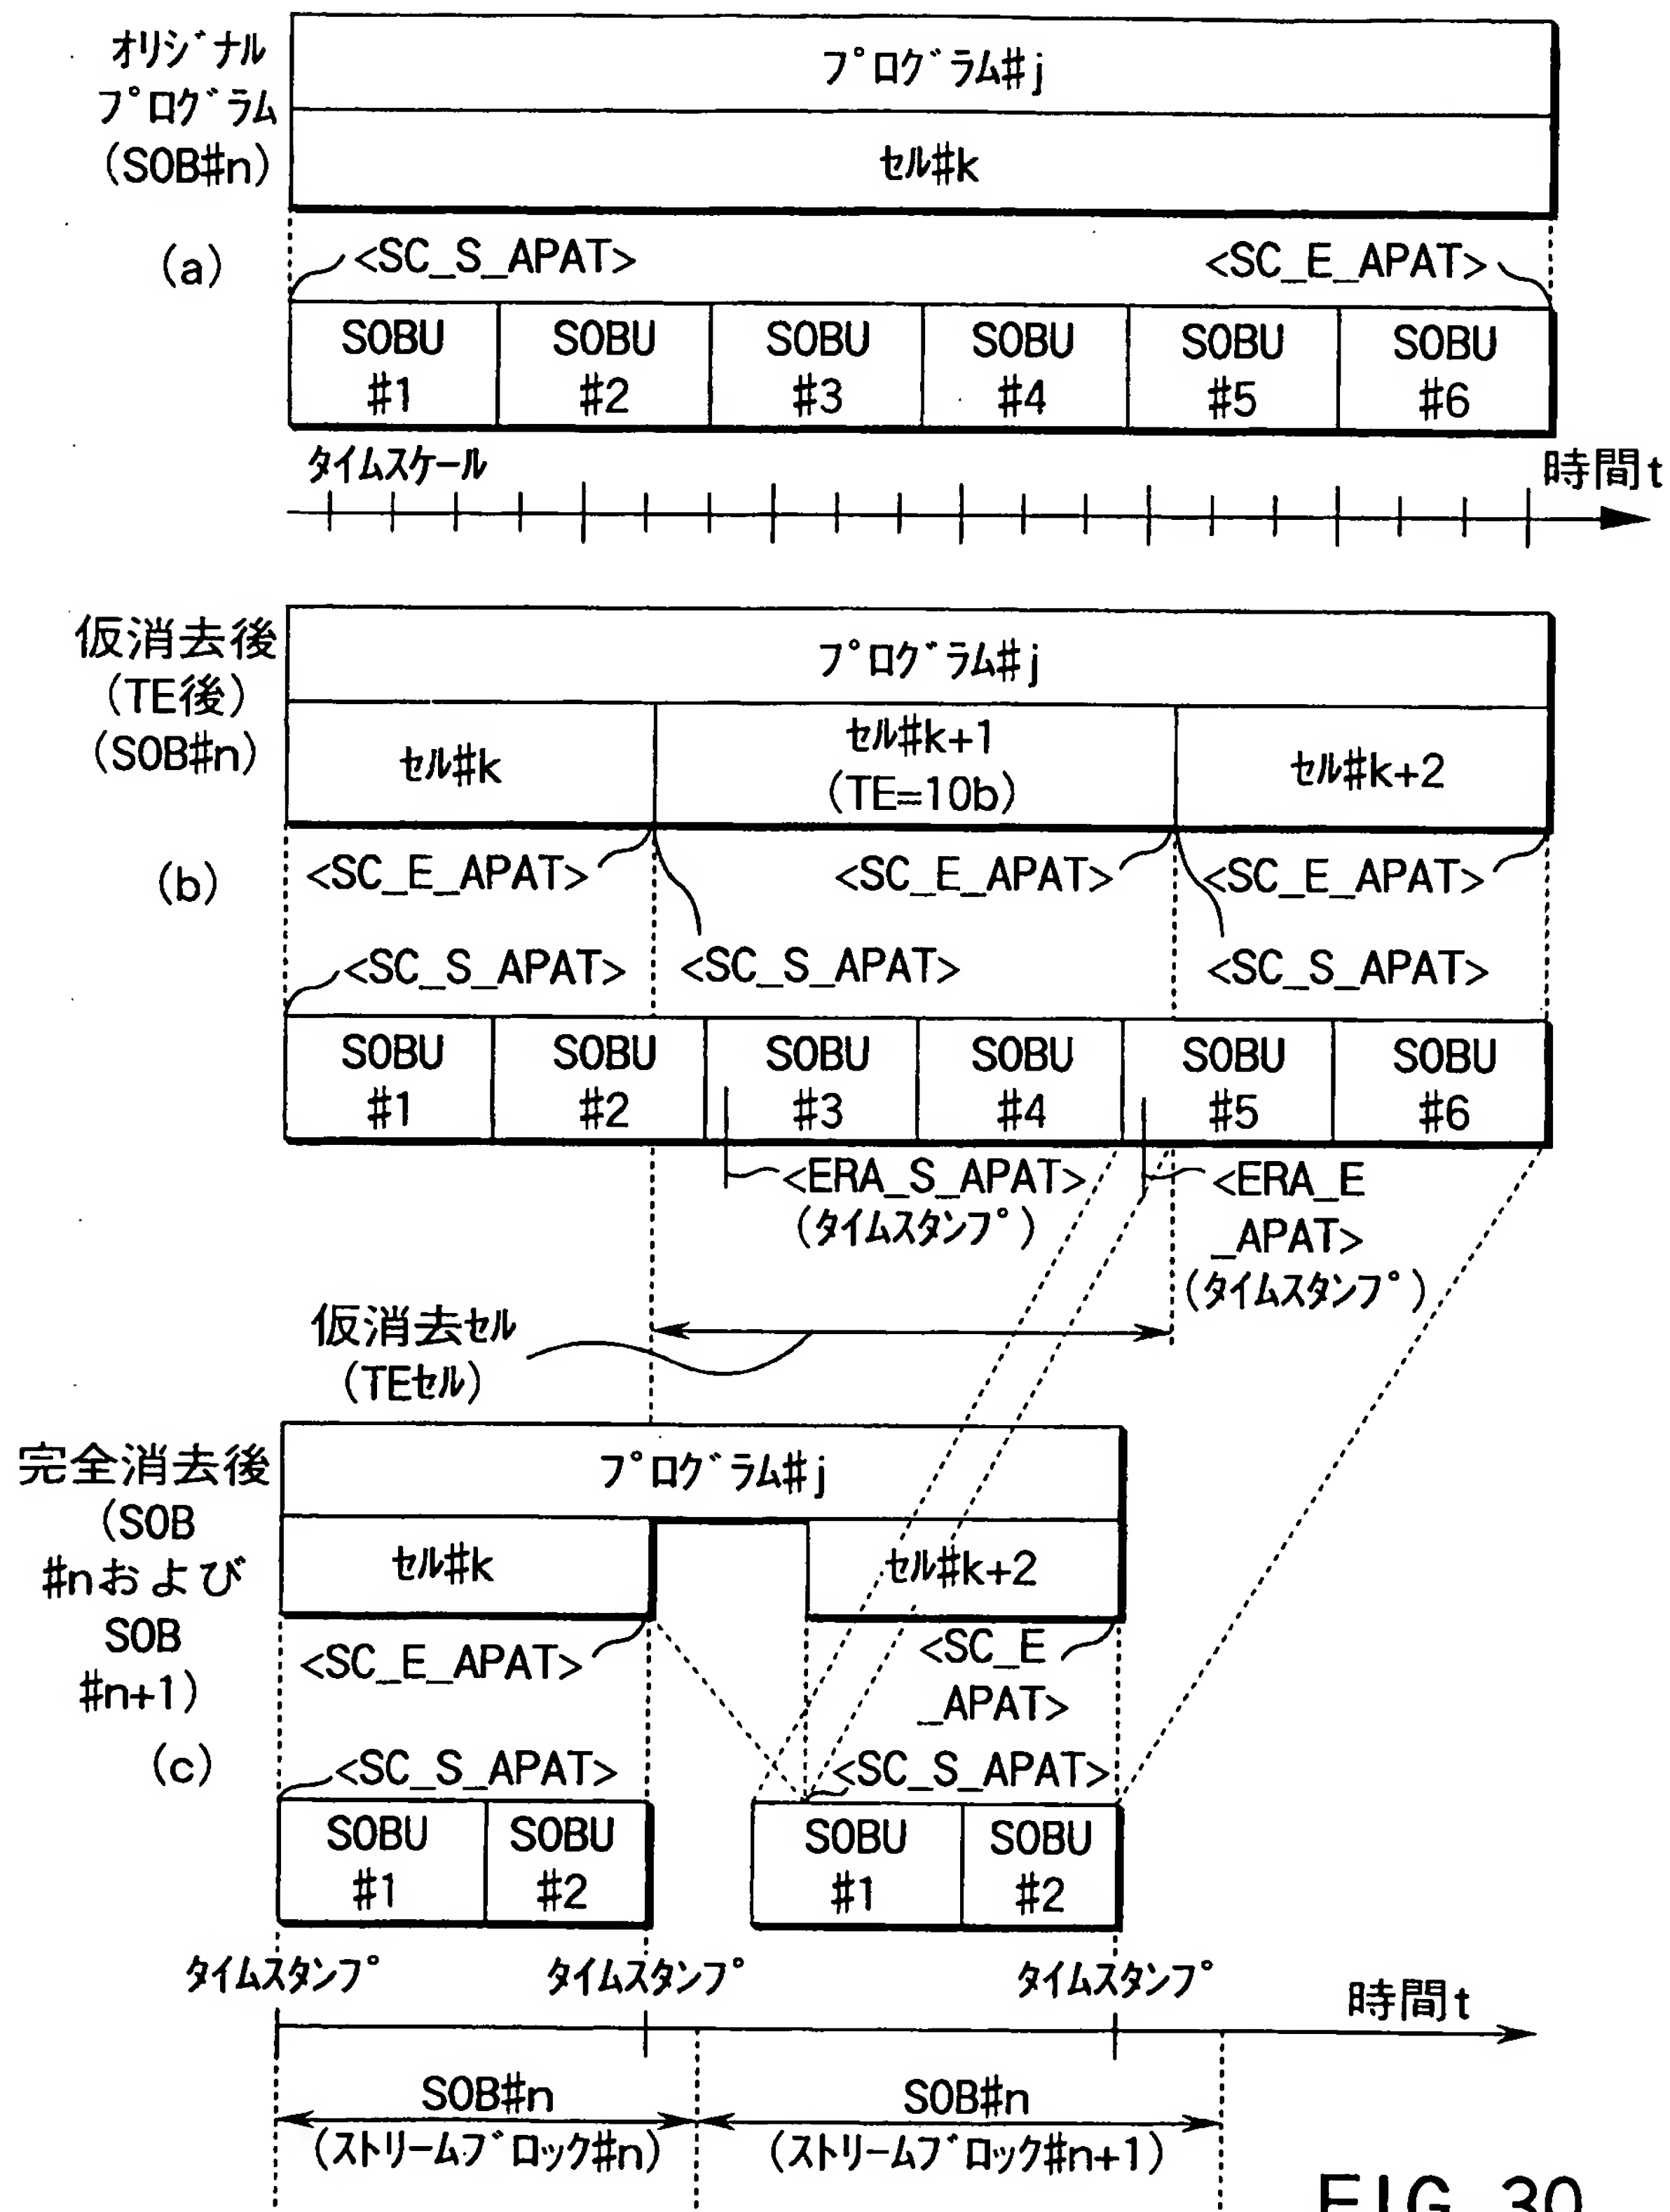 オリジナル
プログラム
(SOB#n)
プログラム#j
セル#k
(a)
<SC_S_APAT>
<SC_E_APAT>
SOBU
#1
SOBU
#2
SOBU
#3
SOBU
#4
SOBU
#5
SOBU
#6
タイムスケール
時間t
仮消去後
(TE後)
(SOB#n)
プログラム#j
セル#k
セル#k+1
(TE=10b)
セル#k+2
(b)
<SC_E_APAT>
<SC_E_APAT>
<SC_E_APAT>
<SC_S_APAT>
<SC_S_APAT>
<SC_S_APAT>
SOBU
#1
SOBU
#2
SOBU
#3
SOBU
#4
SOBU
#5
SOBU
#6
<ERA_S_APAT>
(タイムスタンプ)
<ERA_E
_APAT>
(タイムスタンプ)
仮消去セル
(TEセル)
完全消去後
(SOB
#nおよび
SOB
#n+1)
プログラム#j
セル#k
セル#k+2
<SC_E_APAT>
<SC_E
_APAT>
(c)
<SC_S_APAT>
<SC_S_APAT>
SOBU
#1
SOBU
#2
SOBU
#1
SOBU
#2
タイムスタンプ
タイムスタンプ
タイムスタンプ
時間t
SOB#n
(ストリームブロック#n)
SOB#n
(ストリームブロック#n+1)
FIG. 30